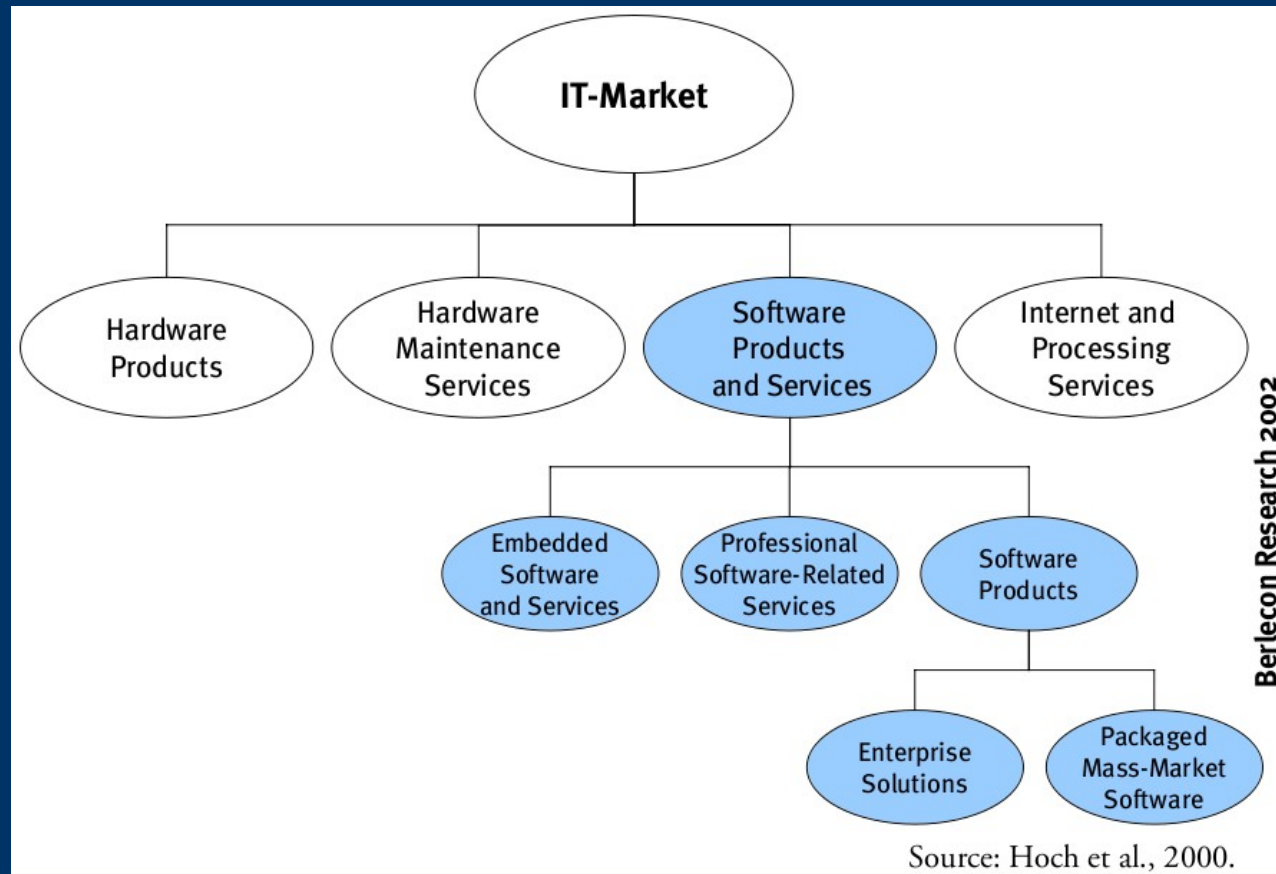 IT-Market
Hardware
Products
Hardware
Maintenance
Services
Software
Products
and Services
Internet and
Processing
Services
Embedded
Software
and Services
Professional
Software-Related
Services
Software
Products
Enterprise
Solutions
Packaged
Mass-Market
Software
Berlecon Research 2002
Source: Hoch et al., 2000.